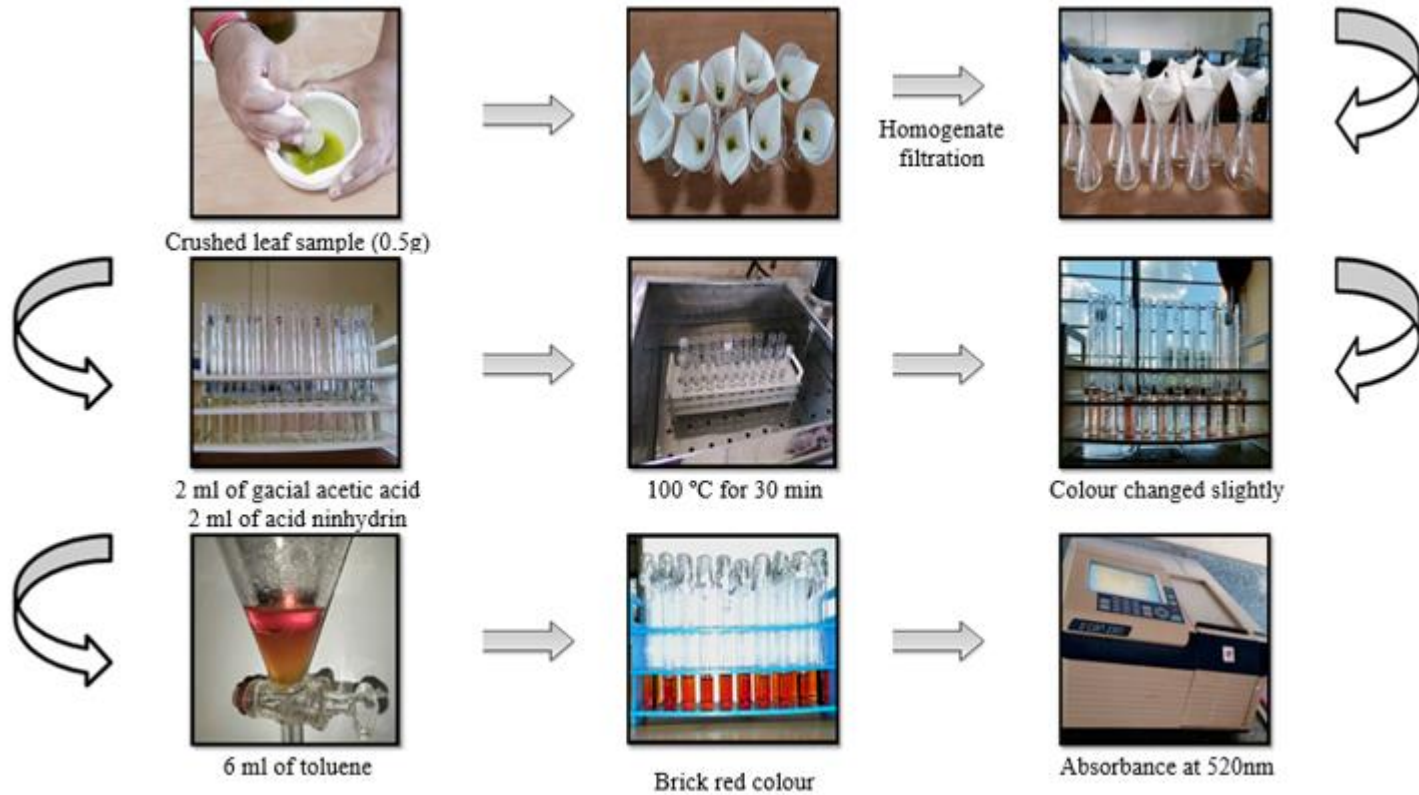 Homogenate
filtration
Crushed leaf sample (0.5g)
2 ml of gacial acetic acid
2 ml of acid ninhydrin
100 °C for 30 min
Colour changed slightly
6 ml of toluene
Brick red colour
Absorbance at 520nm